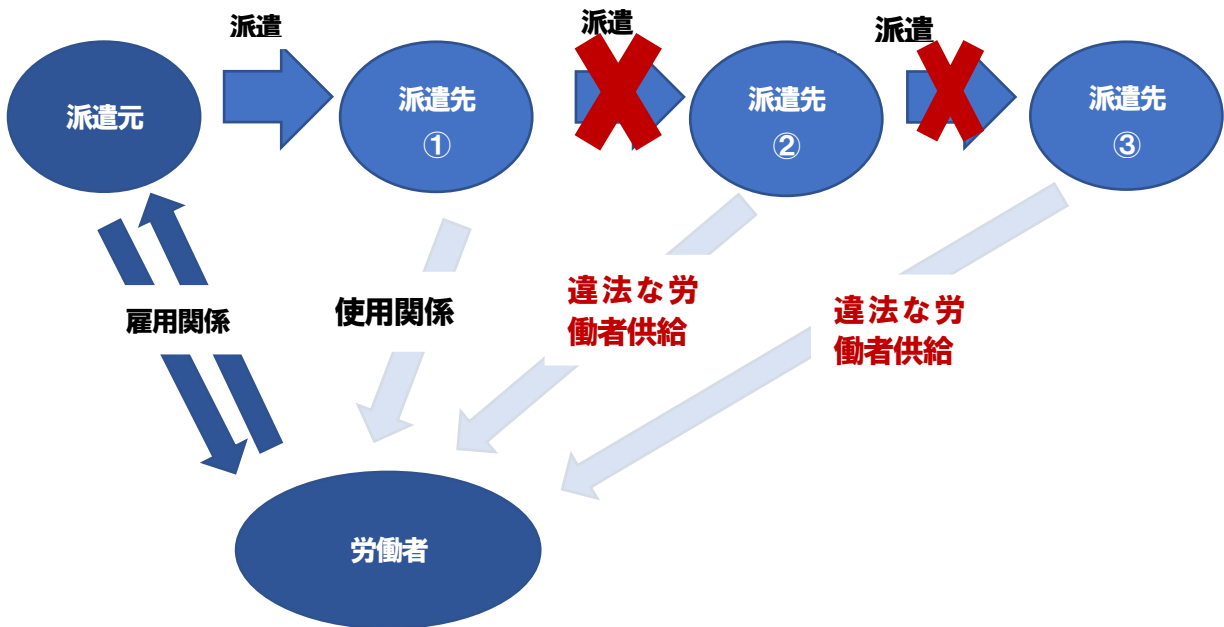 派遣
派遣
派遣
派遣元
派遣先
①
派遣先
②
派遣先
③
雇用関係
使用関係
違法な労
働者供給
違法な労
働者供給
労働者